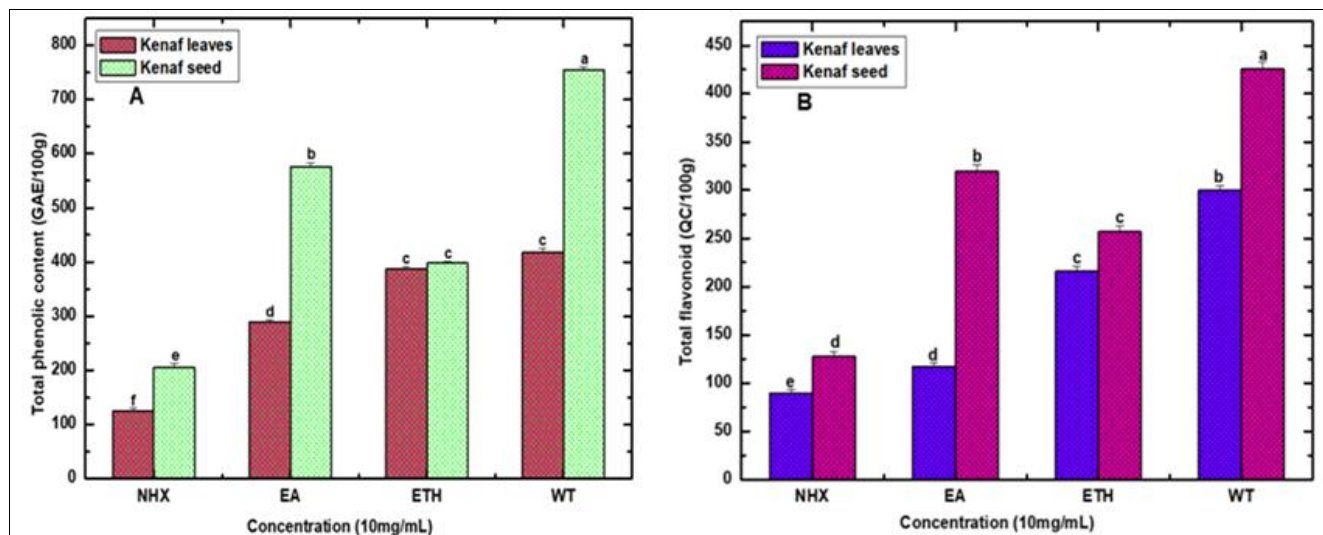 Kenaf leaves
Kenaf seed
A
Total phenolic content (GAE/100g)
800
700
600
500
400
300
200
100
0
f
e
d
b
c
c
c
a
NHX EA ETH WT
Concentration (10mg/mL)
Kenaf leaves
Kenaf seed
B
Total flavonoid (QC/100g)
450
400
350
300
250
200
150
100
50
0
e
d
d
b
c
c
b
a
NHX EA ETH WT
Concentration (10mg/mL)